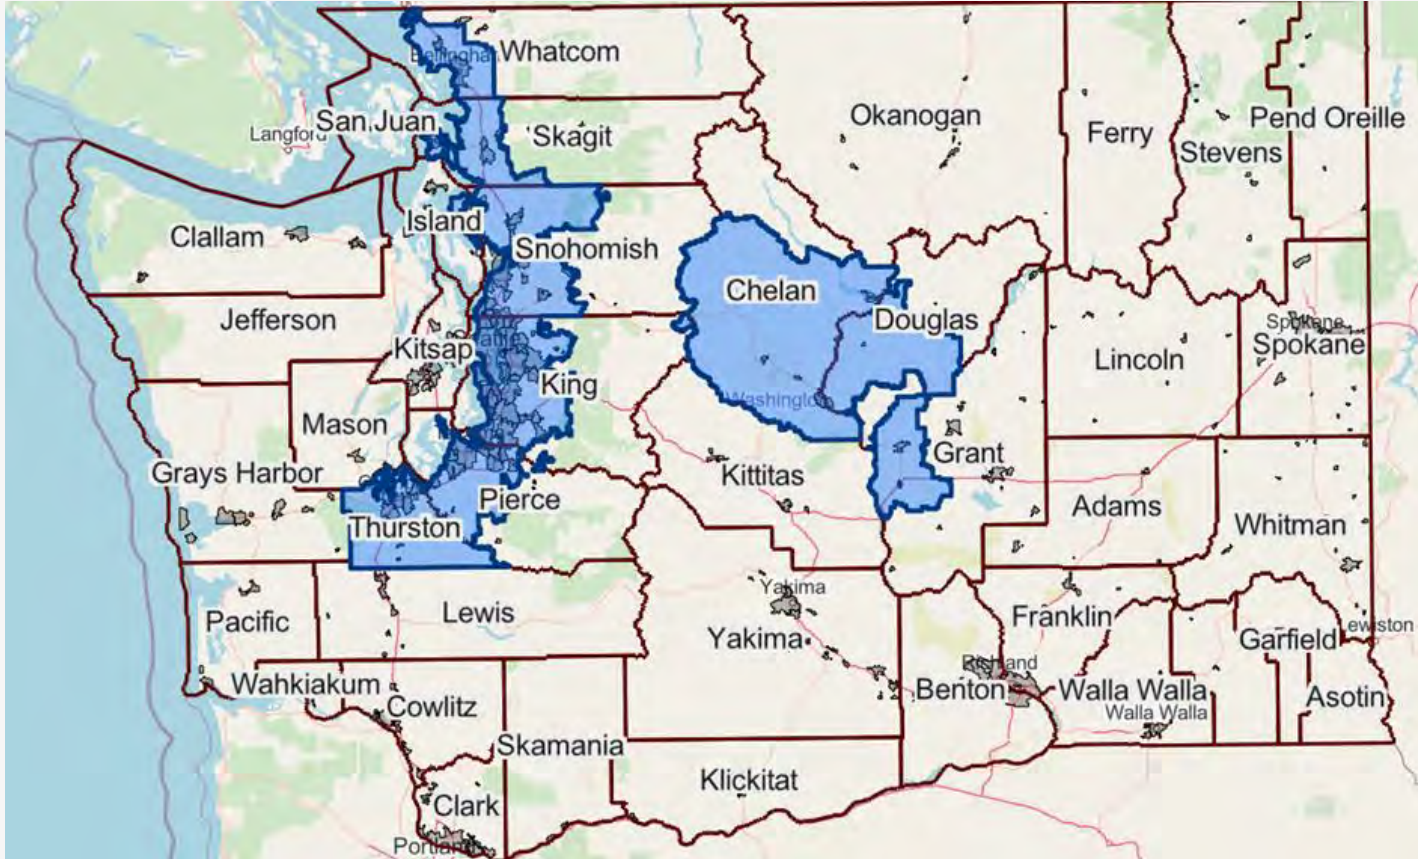 Whatcom
San Juan
Langford
Skagit
Okanogan
Ferry
Pend Oreille
Stevens
Island
Clallam
Snohomish
Chelan
Jefferson
Douglas
Kitsap
Spokane
Spokane
Lincoln
King
Washington
Mason
Grant
Grays Harbor
Kittitas
Pierce
Thurston
Adams
Whitman
Yakima
Lewis
Pacific
Yakima
Franklin
Garfield
Lewiston
Richland
Wahkiakum
Benton
Walla Walla
Walla Walla
Asotin
Cowlitz
Skamania
Klickitat
Clark